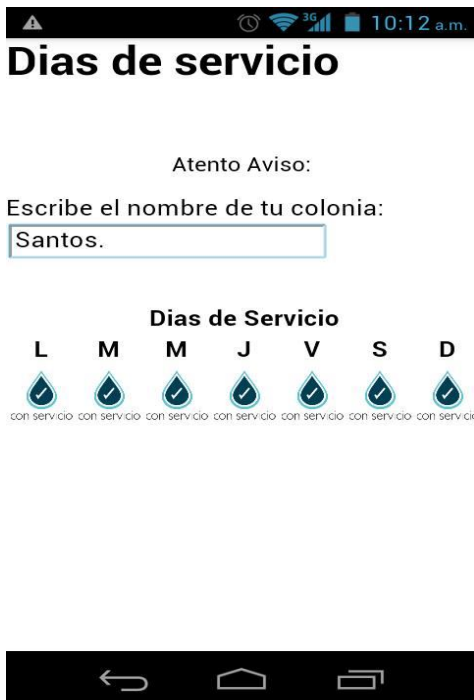 3G 10:12 a.m.
Dias de servicio
Atento Aviso:
Escribe el nombre de tu colonia:
Santos.
Dias de Servicio
L M M J V S D
con servicio con servicio con servicio con servicio con servicio con servicio con servicio